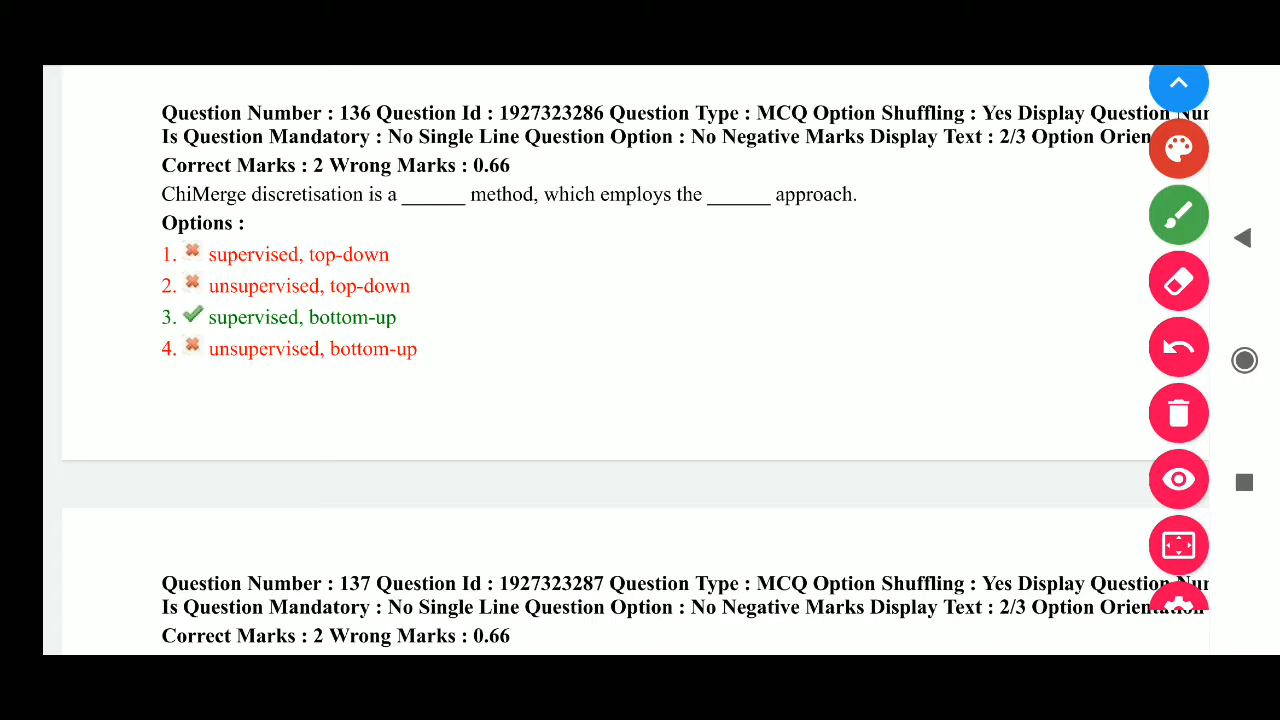 Question Number : 136 Question Id : 1927323286 Question Type : MCQ Option Shuffling : Yes Display Question Nur
Is Question Mandatory : No Single Line Question Option : No Negative Marks Display Text : 2/3 Option Orien
Correct Marks : 2 Wrong Marks : 0.66
ChiMerge discretisation is a ______ method, which employs the ______ approach.
Options :
1. supervised, top-down
2. unsupervised, top-down
3. supervised, bottom-up
4. unsupervised, bottom-up
Question Number : 137 Question Id : 1927323287 Question Type : MCQ Option Shuffling : Yes Display Question Nur
Is Question Mandatory : No Single Line Question Option : No Negative Marks Display Text : 2/3 Option Orientation
Correct Marks : 2 Wrong Marks : 0.66